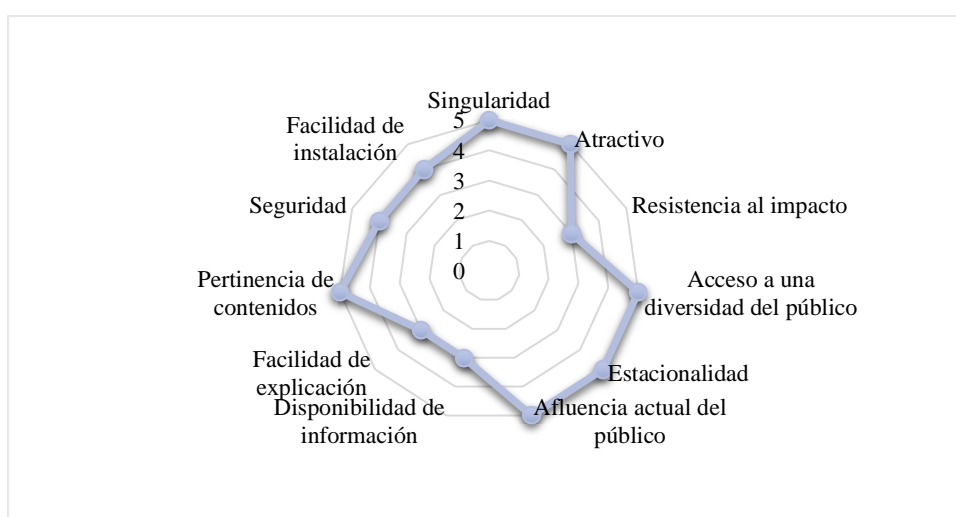 Singularidad
5
4
3
2
1
0
Atractivo
Resistencia al impacto
Acceso a una
diversidad del público
Estacionalidad
Afluencia actual del
público
Disponibilidad de
información
Facilidad de
explicación
Pertinencia de
contenidos
Seguridad
Facilidad de
instalación